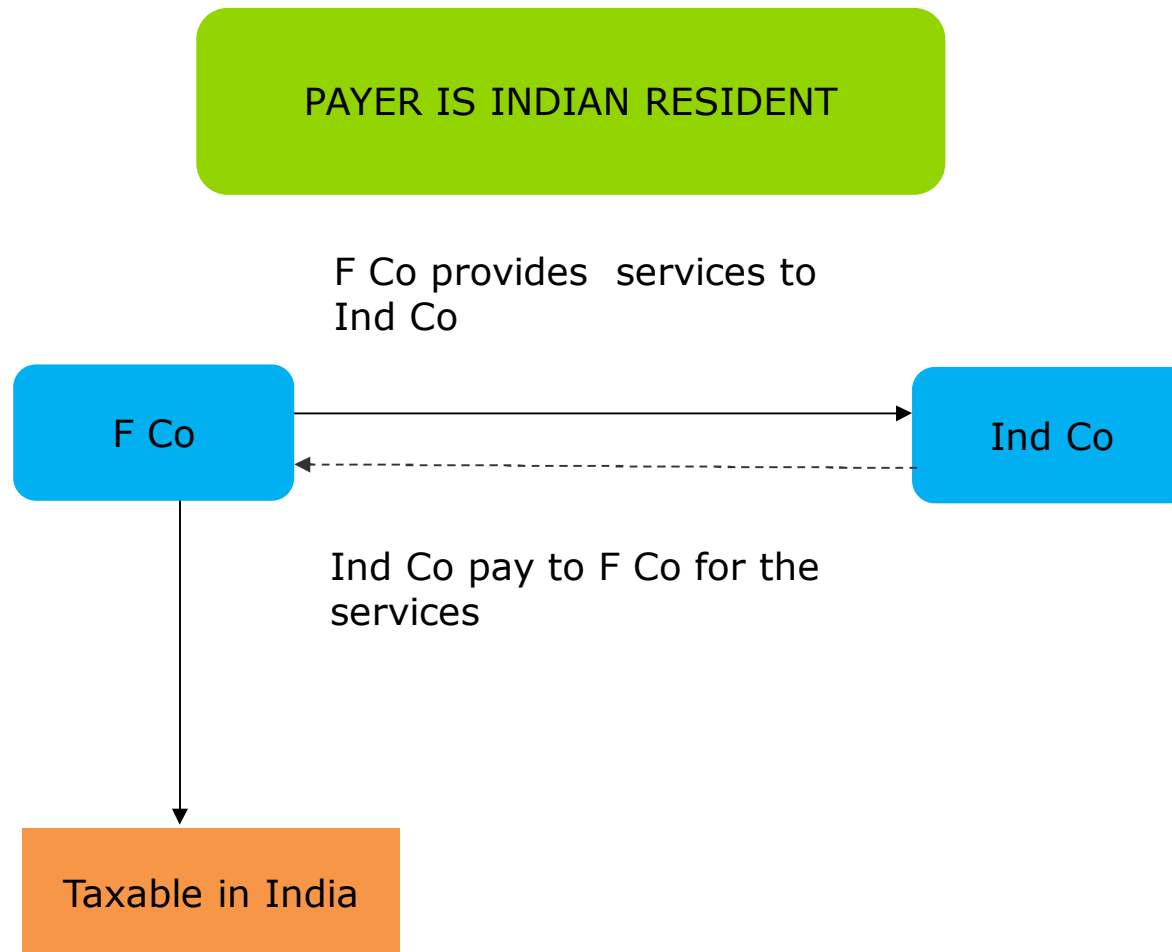 PAYER IS INDIAN RESIDENT
F Co provides  services to
Ind Co
F Co
Ind Co
Ind Co pay to F Co for the
services
Taxable in India